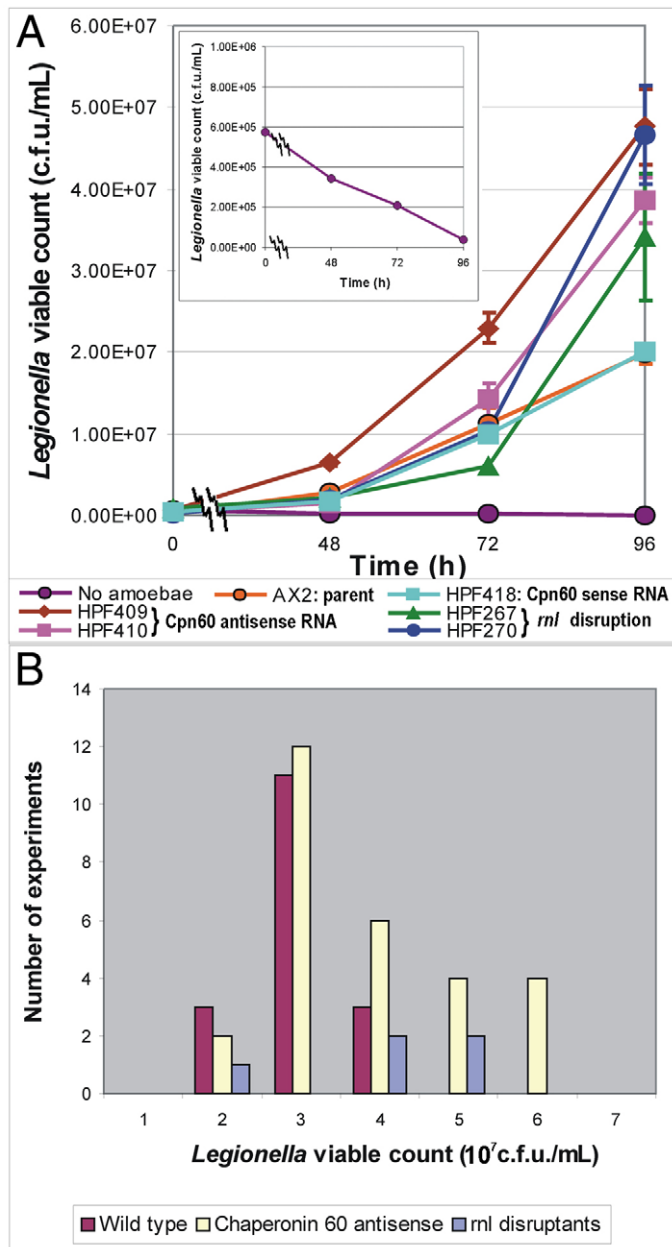 A
Legionella viable count (c.f.u./mL)
6.00E+07
5.00E+07
4.00E+07
3.00E+07
2.00E+07
1.00E+07
0.00E+00
Legionella viable count (c.f.u./mL)
1.00E+06
8.00E+05
6.00E+05
4.00E+05
2.00E+05
0.00E+00
0 48 72 96
Time (h)
0 48 72 96
Time (h)
No amoebae
AX2: parent
HPF418: Cpn60 sense RNA
HPF409
HPF410
} Cpn60 antisense RNA
HPF267
HPF270
} rnl disruption
B
Number of experiments
14
12
10
8
6
4
2
0
1 2 3 4 5 6 7
Legionella viable count (10⁷c.f.u./mL)
Wild type Chaperonin 60 antisense rnl disruptants